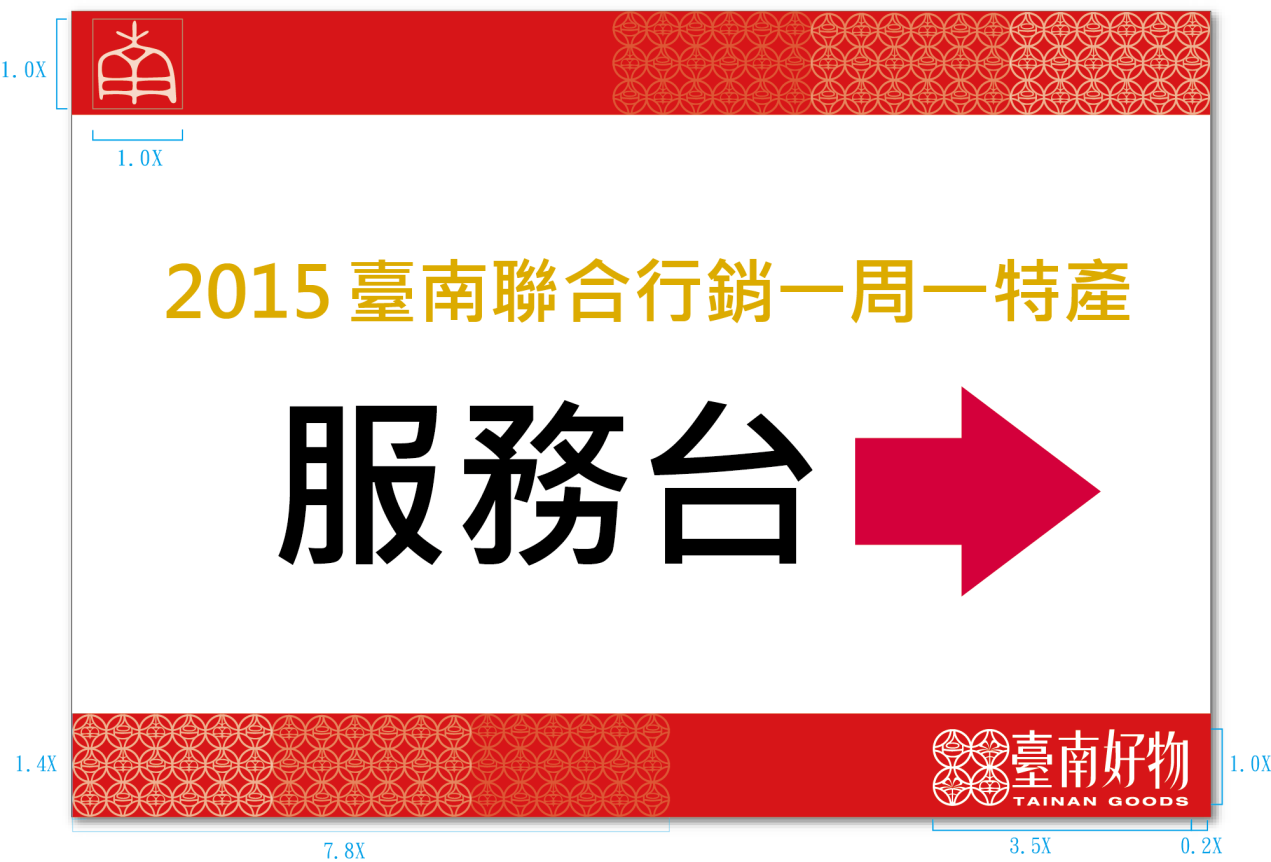 1.0X
1.0X
2015 臺南聯合行銷一周一特產
服務台
1.4X
臺南好物
TAINAN GOODS
1.0X
7.8X
3.5X
0.2X